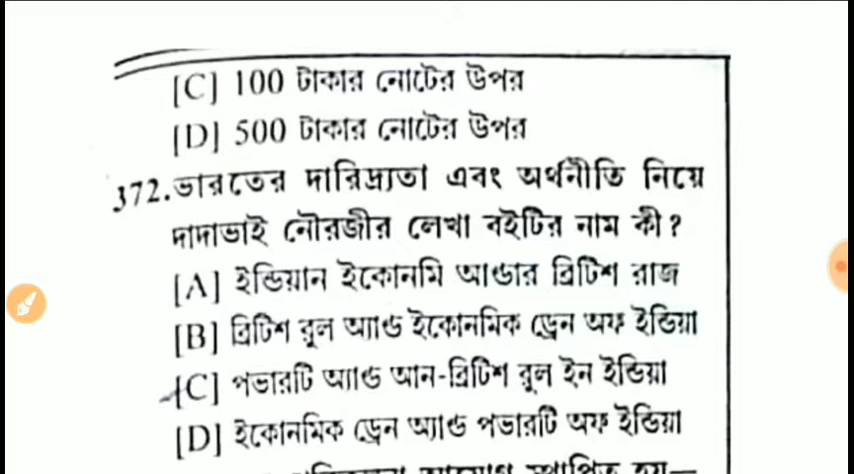 [C] 100 টাকার নোটের উপর
[D] 500 টাকার নোটের উপর
372. ভারতের দারিদ্র্যতা এবং অর্থনীতি নিয়ে
দাদাভাই নৌরজীর লেখা বইটির নাম কী?
[A] ইন্ডিয়ান ইকোনমি আণ্ডার ব্রিটিশ রাজ
[B] ব্রিটিশ রুল অ্যাণ্ড ইকোনমিক ড্রেন অফ ইন্ডিয়া
[C] পভারটি অ্যাণ্ড আন-ব্রিটিশ রুল ইন ইন্ডিয়া
[D] ইকোনমিক ড্রেন অ্যাণ্ড পভারটি অফ ইন্ডিয়া